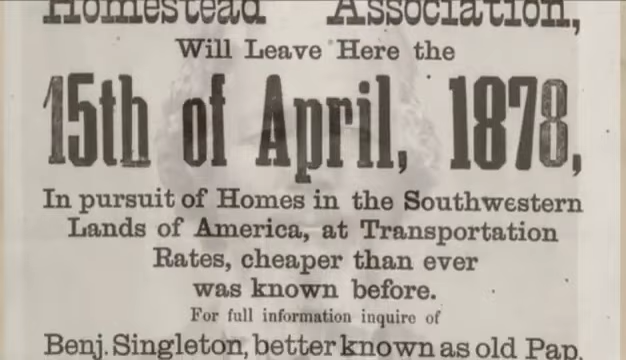 Homestead Association,
Will Leave Here the
15th of April, 1878,
In pursuit of Homes in the Southwestern
Lands of America, at Transportation
Rates, cheaper than ever
was known before.
For full information inquire of
Benj. Singleton, better known as old Pap,